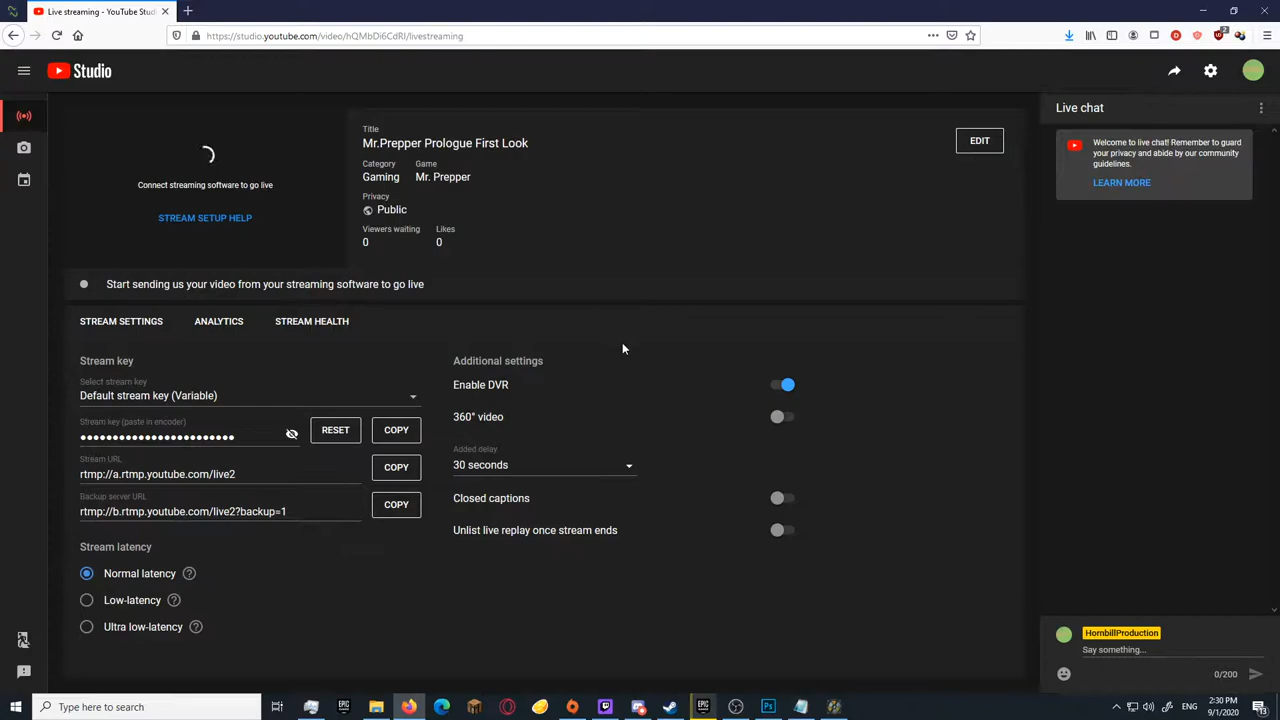 Live streaming - YouTube Stud
https://studio.youtube.com/video/hQMbDi6CdRI/livestreaming
2
Studio
Connect streaming software to go live
STREAM SETUP HELP
Title
Mr.Prepper Prologue First Look
EDIT
Category
Game
Gaming
Mr. Prepper
Privacy
Public
Viewers waiting
Likes
0
0
Start sending us your video from your streaming software to go live
STREAM SETTINGS
ANALYTICS
STREAM HEALTH
Stream key
Select stream key
Default stream key (Variable)
Stream key (paste in encoder)
RESET
COPY
Stream URL
rtmp://a.rtmp.youtube.com/live2
COPY
Backup server URL
rtmp://b.rtmp.youtube.com/live2?backup=1
COPY
Stream latency
Normal latency
Low-latency
Ultra low-latency
Additional settings
Enable DVR
360° video
Added delay
30 seconds
Closed captions
Unlist live replay once stream ends
Live chat
Welcome to live chat! Remember to guard
your privacy and abide by our community
guidelines.
LEARN MORE
HornbillProduction
Say something...
0/200
Type here to search
EPIC
GAMES
EPIC
GAMES
Ps
2:30 PM
9/1/2020